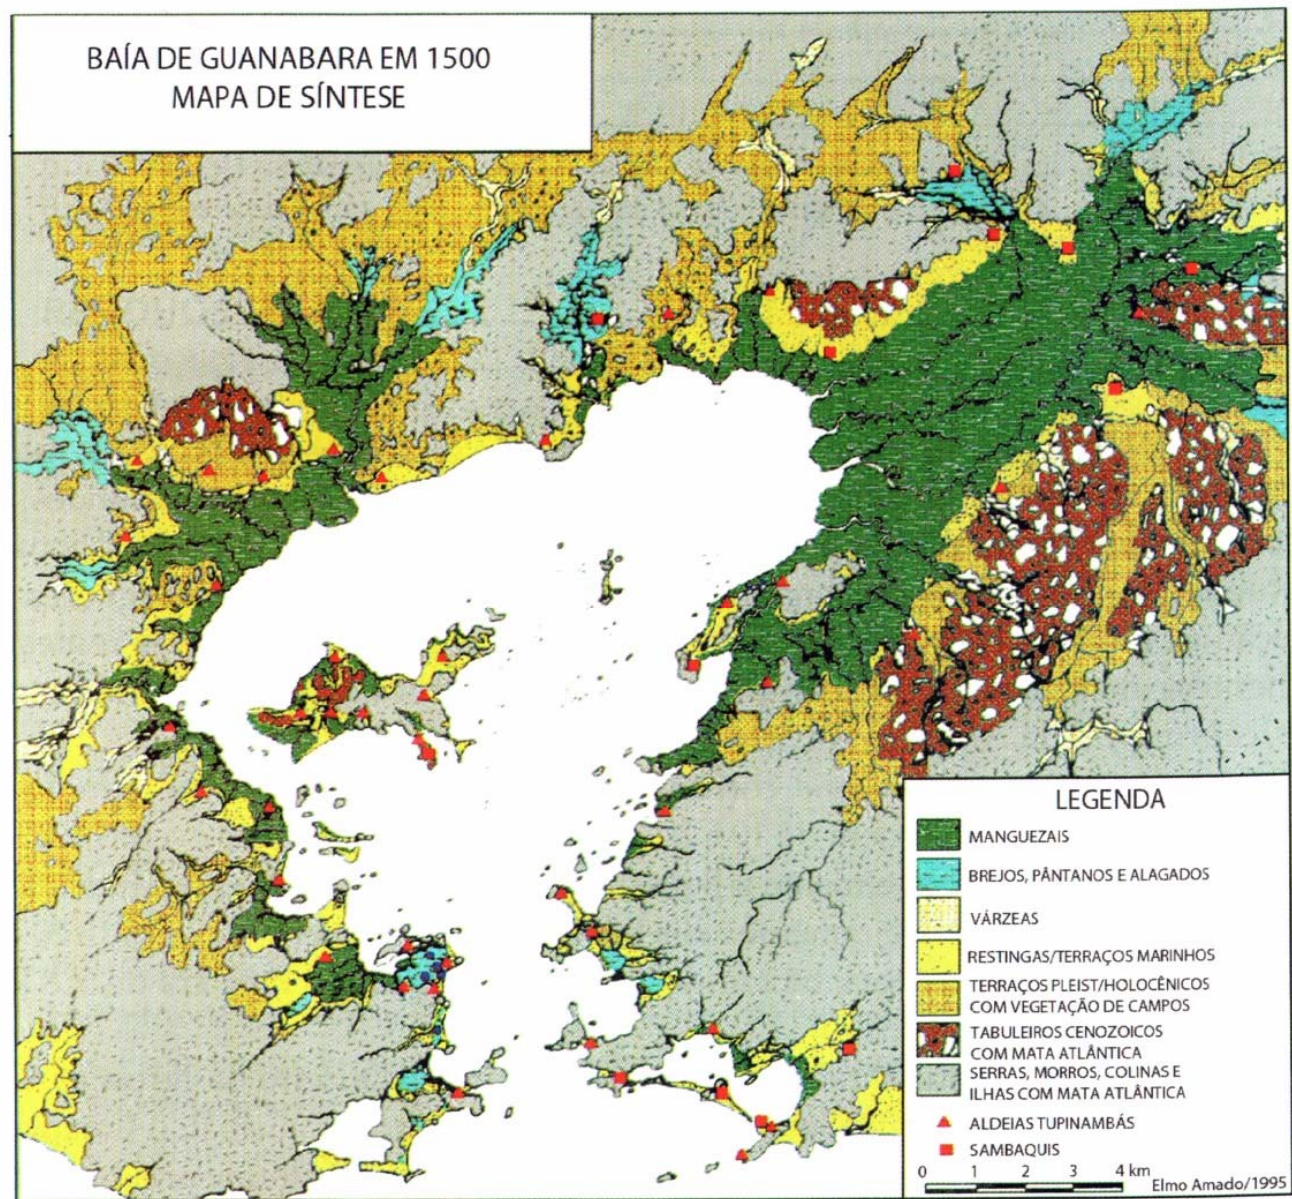 BAÍA DE GUANABARA EM 1500
MAPA DE SÍNTESE
LEGENDA
MANGUEZAIS
BREJOS, PÂNTANOS E ALAGADOS
VÁRZEAS
RESTINGAS/TERRAÇOS MARINHOS
TERRAÇOS PLEIST/HOLOCÊNICOS
COM VEGETAÇÃO DE CAMPOS
TABULEIROS CENOZOICOS
COM MATA ATLÂNTICA
SERRAS, MORROS, COLINAS E
ILHAS COM MATA ATLÂNTICA
ALDEIAS TUPINAMBÁS
SAMBAQUIS
0 1 2 3 4 km
Elmo Amado/1995